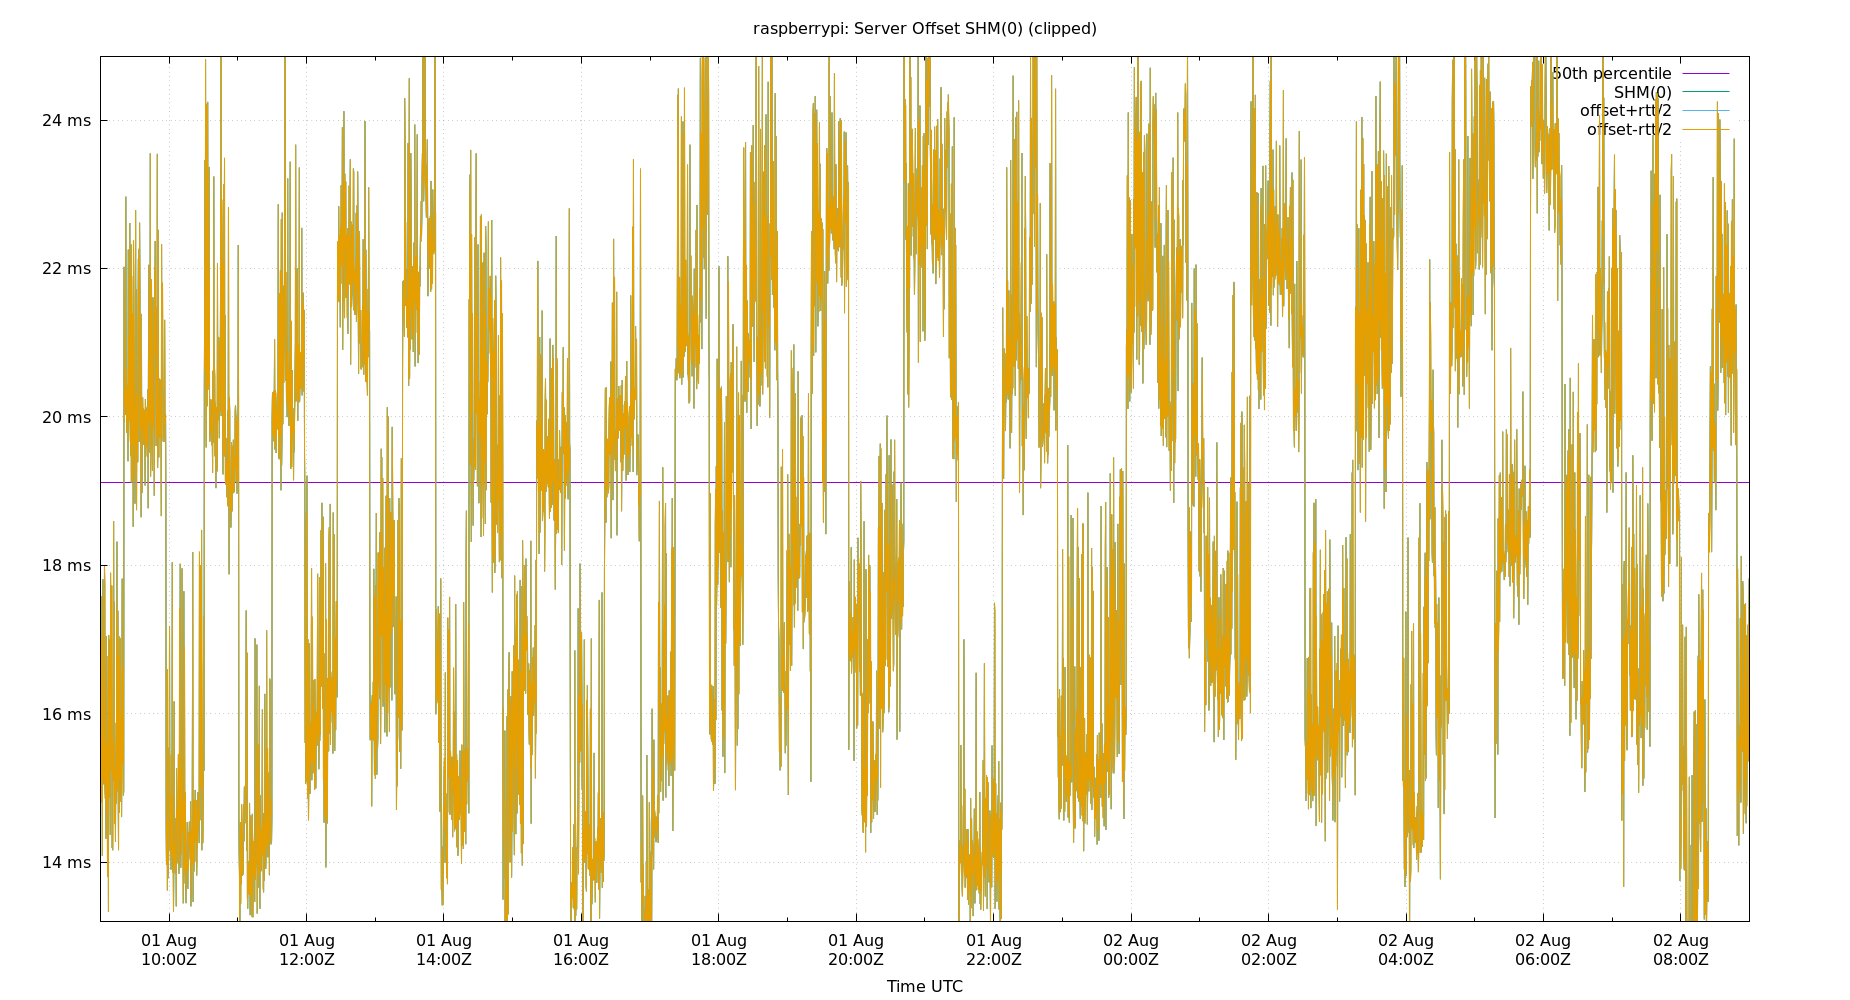 raspberrypi: Server Offset SHM(0) (clipped)
50th percentile
SHM(0)
offset+rtt/2
offset-rtt/2
24 ms
22 ms
20 ms
18 ms
16 ms
14 ms
01 Aug 01 Aug 01 Aug 01 Aug 01 Aug 01 Aug 01 Aug 02 Aug 02 Aug 02 Aug 02 Aug 02 Aug
10:00Z 12:00Z 14:00Z 16:00Z 18:00Z 20:00Z 22:00Z 00:00Z 02:00Z 04:00Z 06:00Z 08:00Z
Time UTC